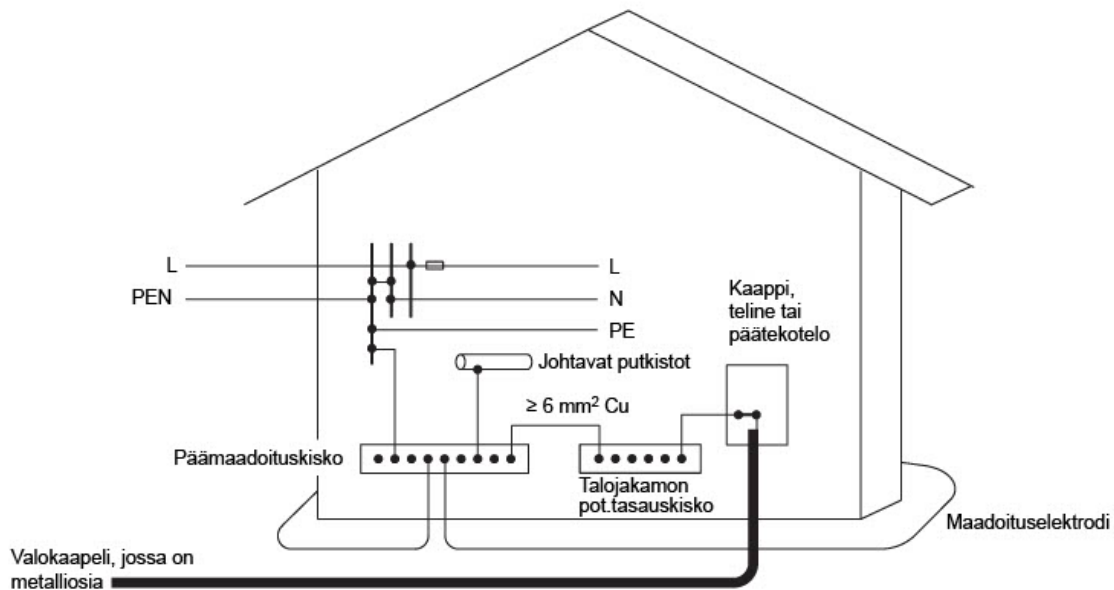 L
PEN
L
N
PE
Kaappi,
teline tai
päätekotelo
Johtavat putkistot
≥ 6 mm² Cu
Päämaadoituskisko
Talojakamon
pot.tasauskisko
Maadoituselektrodi
Valokaapeli, jossa on
metalliosia